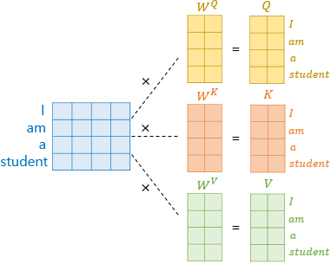 W^Q Q
× = I
am
a
student
I
am
a
student
W^K K
× = I
am
a
student
W^V V
× = I
am
a
student